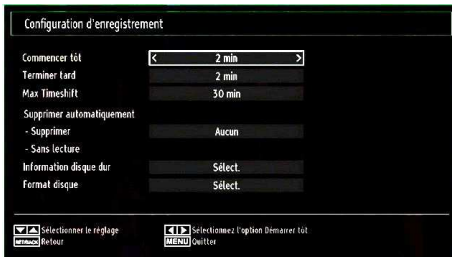 Configuration d'enregistrement
Commencer tôt < 2 min >
Terminer tard 2 min
Max Timeshift 30 min
Supprimer automatiquement
- Supprimer Aucun
- Sans lecture
Information disque dur Sélect.
Format disque Sélect.
Sélectionner le réglage Sélectionnez l'option Démarrer tôt
Retour MENU Quitter